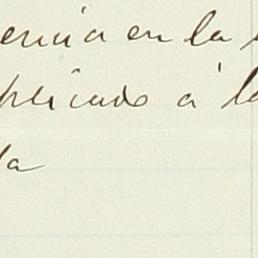 encia en la
plicado á la
da